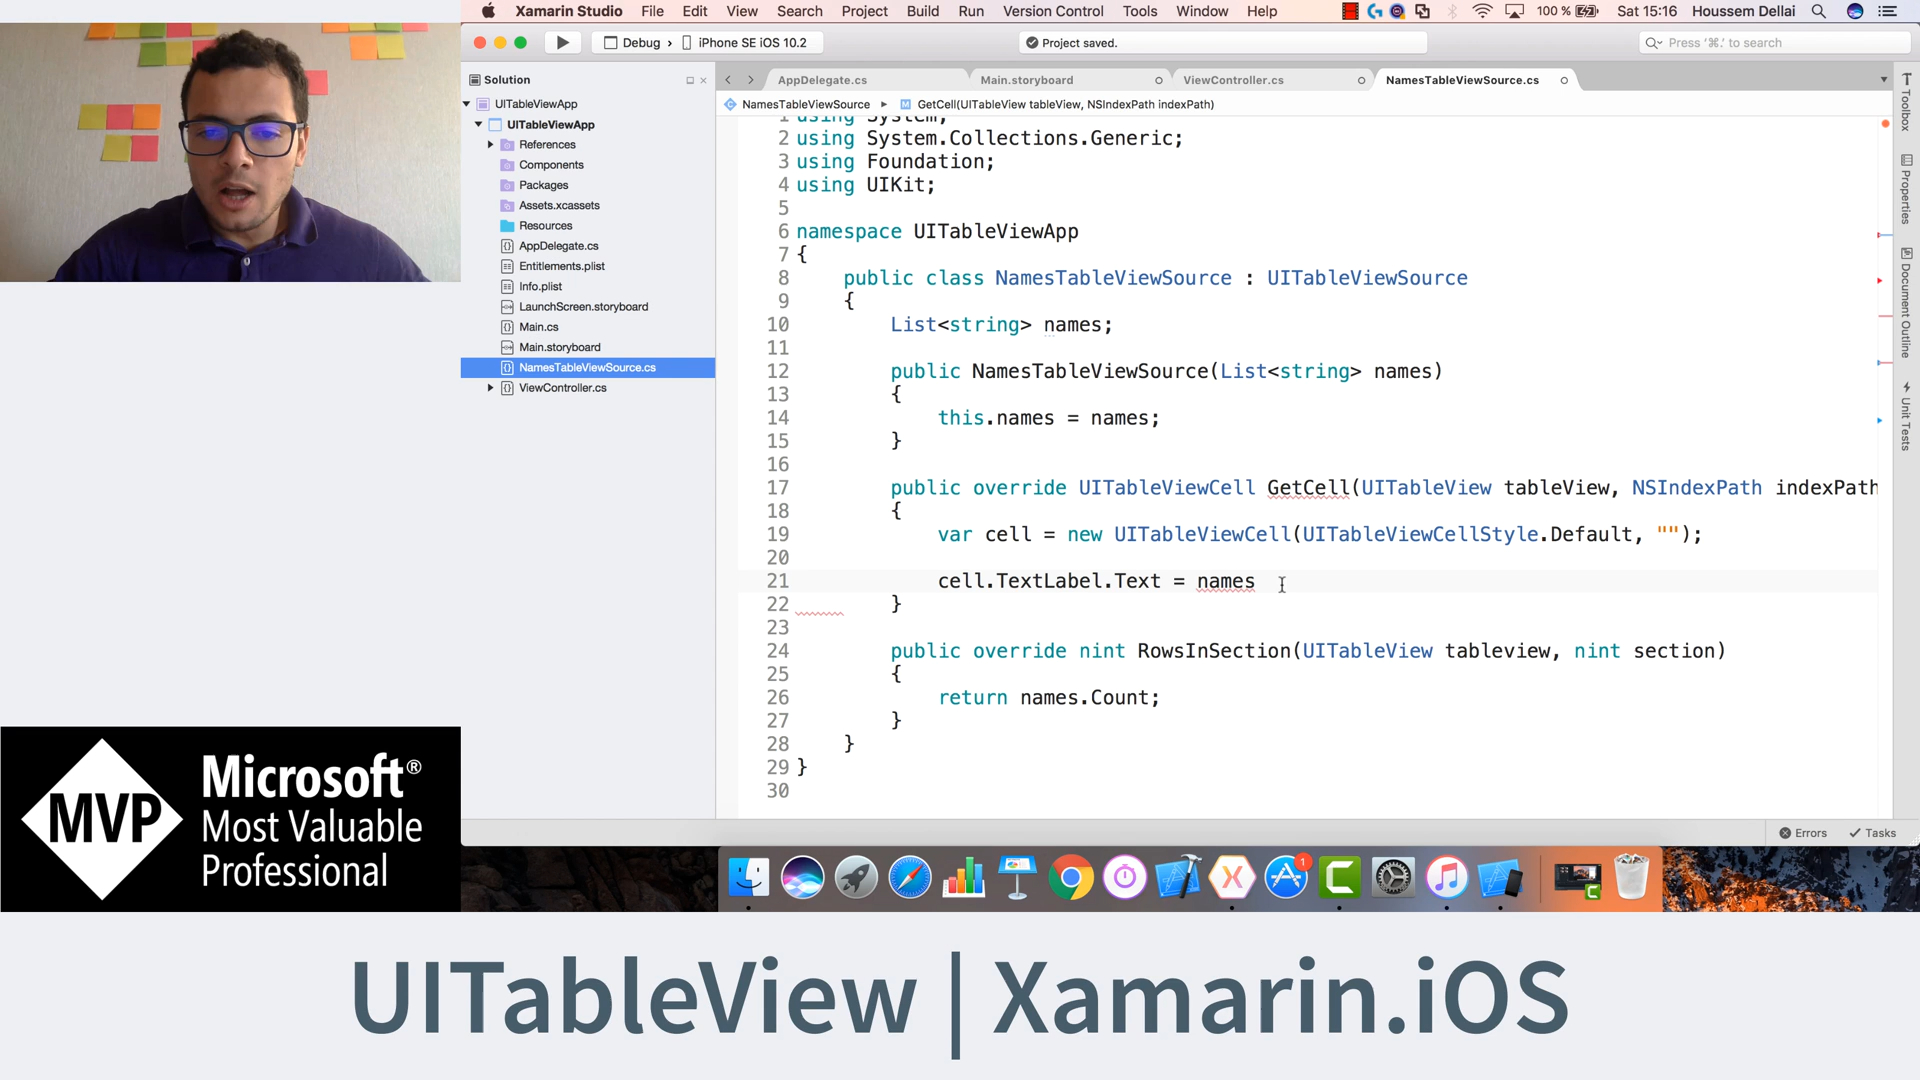 Xamarin Studio File Edit View Search Project Build Run Version Control Tools Window Help 100 % Sat 15:16 Houssem Dellai
Debug › iPhone SE iOS 10.2 Project saved. Press ‘⌘.’ to search
Solution AppDelegate.cs Main.storyboard ViewController.cs NamesTableViewSource.cs
NamesTableViewSource ▸ GetCell(UITableView tableView, NSIndexPath indexPath)
UITableViewApp
UITableViewApp
References
Components
Packages
Assets.xcassets
Resources
AppDelegate.cs
Entitlements.plist
Info.plist
LaunchScreen.storyboard
Main.cs
Main.storyboard
NamesTableViewSource.cs
ViewController.cs
1 using System;
2 using System.Collections.Generic;
3 using Foundation;
4 using UIKit;
5
6 namespace UITableViewApp
7 {
8 public class NamesTableViewSource : UITableViewSource
9 {
10 List<string> names;
11
12 public NamesTableViewSource(List<string> names)
13 {
14 this.names = names;
15 }
16
17 public override UITableViewCell GetCell(UITableView tableView, NSIndexPath indexPath
18 {
19 var cell = new UITableViewCell(UITableViewCellStyle.Default, "");
20
21 cell.TextLabel.Text = names
22 }
23
24 public override nint RowsInSection(UITableView tableview, nint section)
25 {
26 return names.Count;
27 }
28 }
29 }
30
Toolbox
Properties
Document Outline
Unit Tests
Errors Tasks
1
MVP
Microsoft®
Most Valuable
Professional
UITableView | Xamarin.iOS